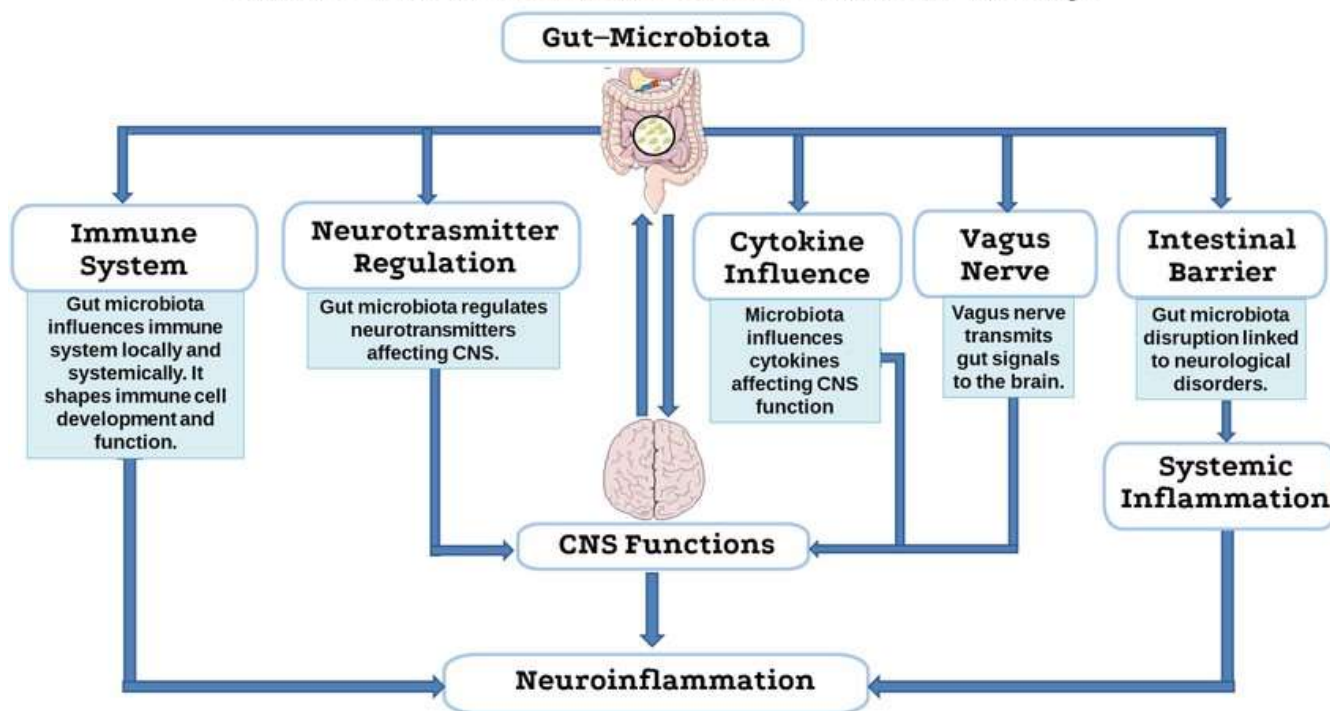 Gut–Microbiota
Immune
System
Gut microbiota
influences immune
system locally and
systemically. It
shapes immune cell
development and
function.
Neurotrasmitter
Regulation
Gut microbiota regulates
neurotransmitters
affecting CNS.
Cytokine
Influence
Microbiota
influences
cytokines
affecting CNS
function
Vagus
Nerve
Vagus nerve
transmits
gut signals
to the brain.
Intestinal
Barrier
Gut microbiota
disruption linked
to neurological
disorders.
Systemic
Inflammation
CNS Functions
Neuroinflammation